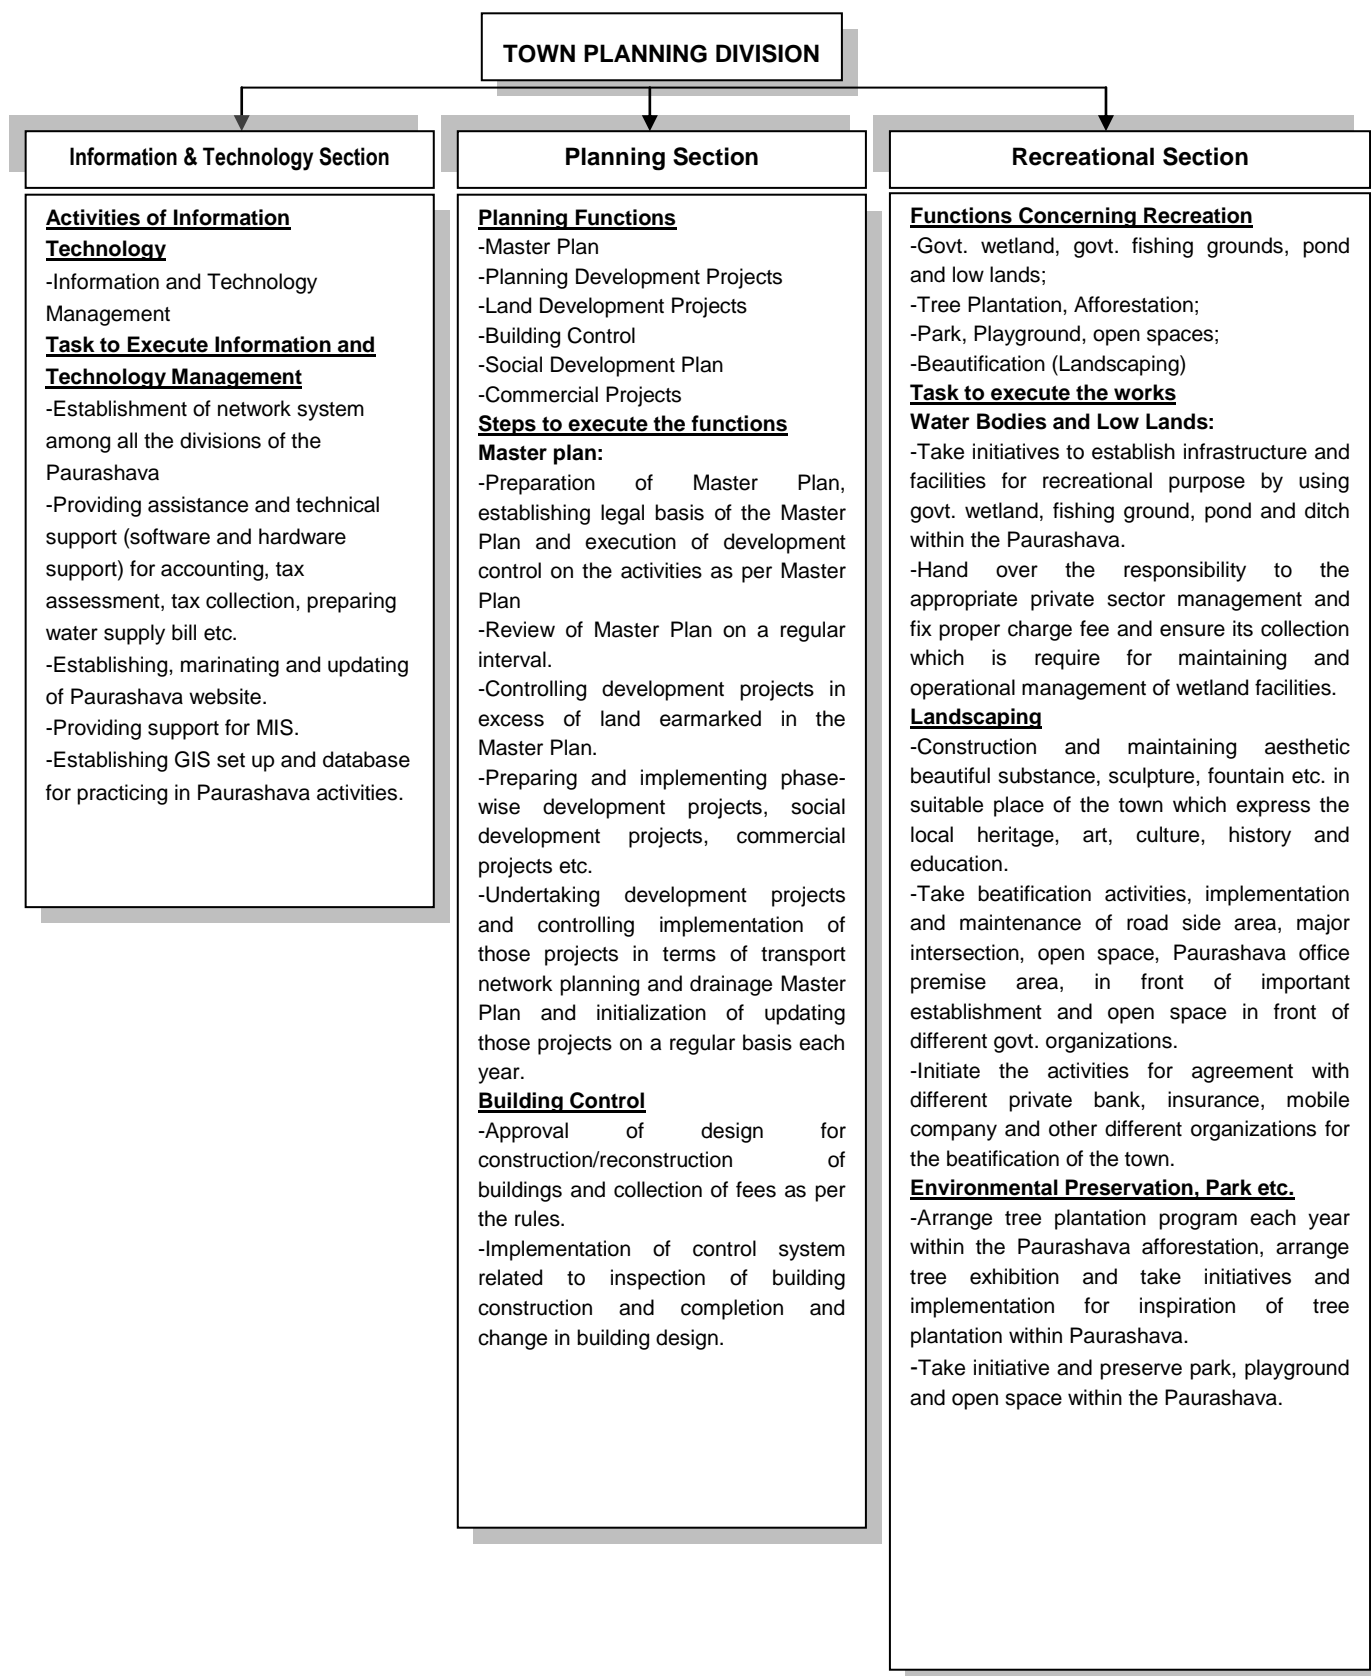 TOWN PLANNING DIVISION
Information & Technology Section
Activities of Information
Technology
-Information and Technology
Management
Task to Execute Information and
Technology Management
-Establishment of network system
among all the divisions of the
Paurashava
-Providing assistance and technical
support (software and hardware
support) for accounting, tax
assessment, tax collection, preparing
water supply bill etc.
-Establishing, marinating and updating
of Paurashava website.
-Providing support for MIS.
-Establishing GIS set up and database
for practicing in Paurashava activities.
Planning Section
Planning Functions
-Master Plan
-Planning Development Projects
-Land Development Projects
-Building Control
-Social Development Plan
-Commercial Projects
Steps to execute the functions
Master plan:
-Preparation of Master Plan,
establishing legal basis of the Master
Plan and execution of development
control on the activities as per Master
Plan
-Review of Master Plan on a regular
interval.
-Controlling development projects in
excess of land earmarked in the
Master Plan.
-Preparing and implementing phase-
wise development projects, social
development projects, commercial
projects etc.
-Undertaking development projects
and controlling implementation of
those projects in terms of transport
network planning and drainage Master
Plan and initialization of updating
those projects on a regular basis each
year.
Building Control
-Approval of design for
construction/reconstruction of
buildings and collection of fees as per
the rules.
-Implementation of control system
related to inspection of building
construction and completion and
change in building design.
Recreational Section
Functions Concerning Recreation
-Govt. wetland, govt. fishing grounds, pond
and low lands;
-Tree Plantation, Afforestation;
-Park, Playground, open spaces;
-Beautification (Landscaping)
Task to execute the works
Water Bodies and Low Lands:
-Take initiatives to establish infrastructure and
facilities for recreational purpose by using
govt. wetland, fishing ground, pond and ditch
within the Paurashava.
-Hand over the responsibility to the
appropriate private sector management and
fix proper charge fee and ensure its collection
which is require for maintaining and
operational management of wetland facilities.
Landscaping
-Construction and maintaining aesthetic
beautiful substance, sculpture, fountain etc. in
suitable place of the town which express the
local heritage, art, culture, history and
education.
-Take beatification activities, implementation
and maintenance of road side area, major
intersection, open space, Paurashava office
premise area, in front of important
establishment and open space in front of
different govt. organizations.
-Initiate the activities for agreement with
different private bank, insurance, mobile
company and other different organizations for
the beatification of the town.
Environmental Preservation, Park etc.
-Arrange tree plantation program each year
within the Paurashava afforestation, arrange
tree exhibition and take initiatives and
implementation for inspiration of tree
plantation within Paurashava.
-Take initiative and preserve park, playground
and open space within the Paurashava.